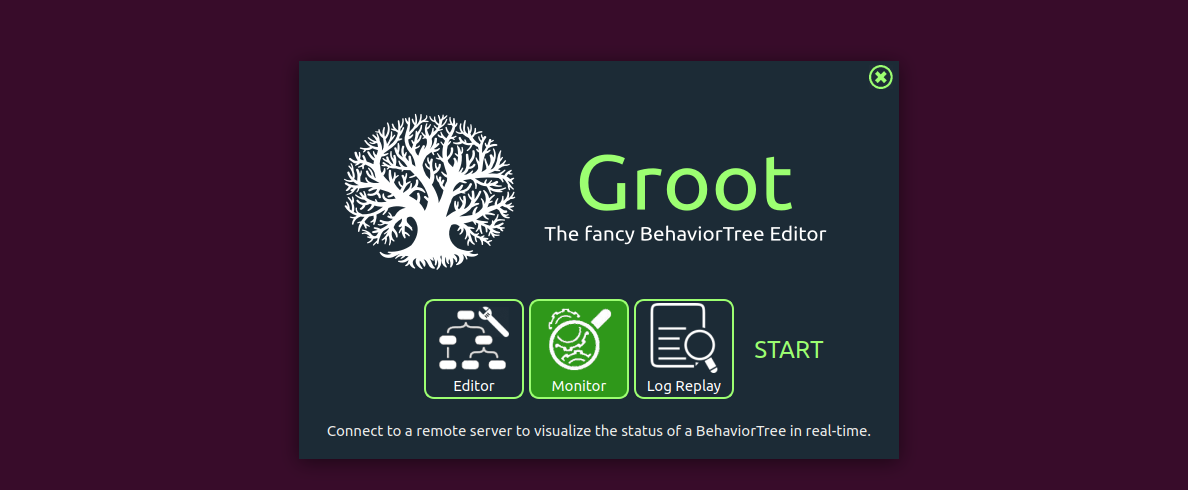 Groot
The fancy BehaviorTree Editor
Editor
Monitor
Log Replay
START
Connect to a remote server to visualize the status of a BehaviorTree in real-time.